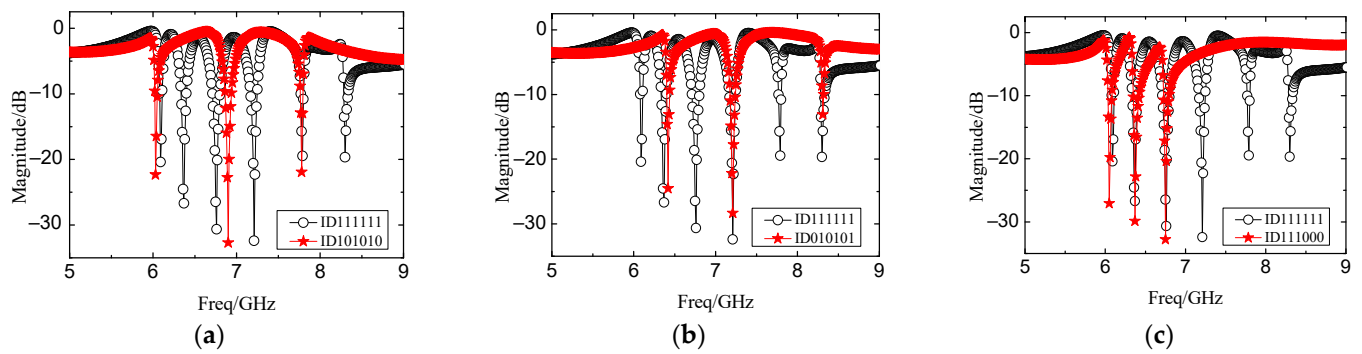 0
−10
−20
−30
Magnitude/dB
ID111111
ID101010
5 6 7 8 9
Freq/GHz
(a)
0
−10
−20
−30
Magnitude/dB
ID111111
ID010101
5 6 7 8 9
Freq/GHz
(b)
0
−10
−20
−30
Magnitude/dB
ID111111
ID111000
5 6 7 8 9
Freq/GHz
(c)